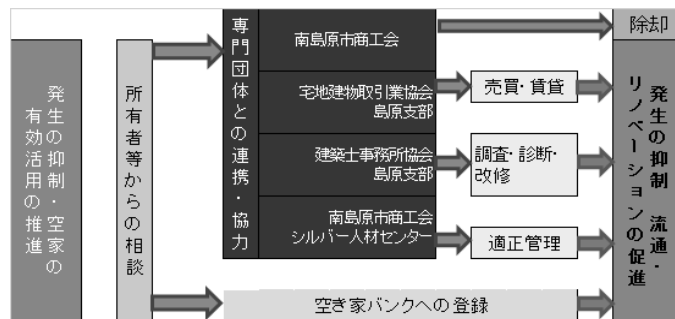 発生の抑制・空家の
有効活用の推進
所有者等からの相談
専門団体との連携・協力
南島原市商工会
宅地建物取引業協会
島原支部
建築士事務所協会
島原支部
南島原市商工会
シルバー人材センター
売買・賃貸
調査・診断・
改修
適正管理
空き家バンクへの登録
除却
発生の抑制 流通・
リノベーションの促進